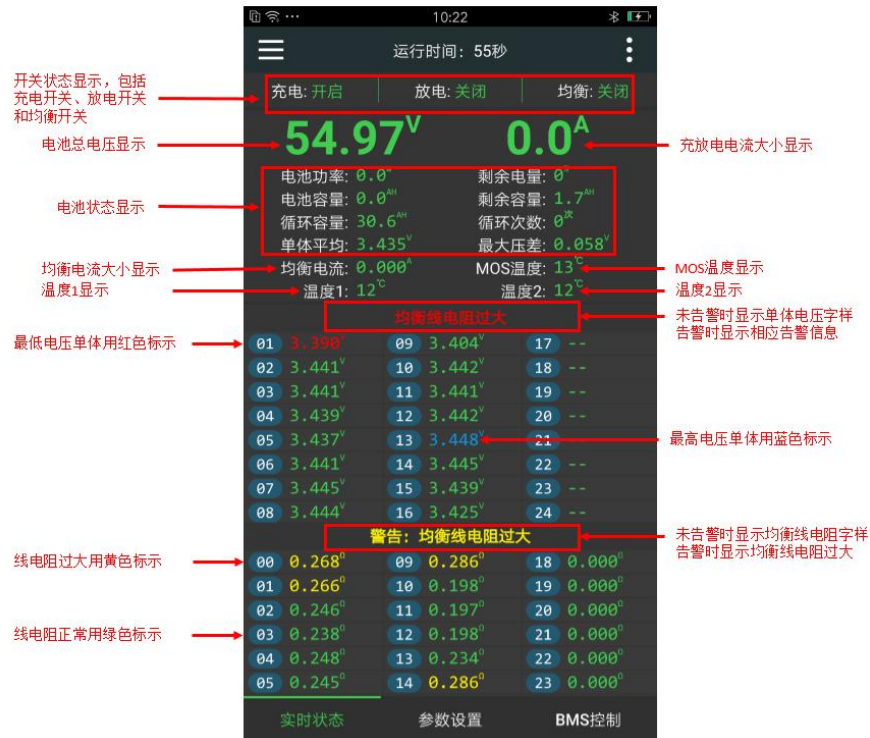 10:22
运行时间: 55秒
充电: 开启 放电: 关闭 均衡: 关闭
开关状态显示，包括
充电开关、放电开关
和均衡开关
54.97V 0.0A
电池总电压显示
充放电电流大小显示
电池功率: 0.0 剩余电量: 0
电池容量: 0.0AH 剩余容量: 1.7AH
循环容量: 30.6AH 循环次数: 0次
单体平均: 3.435V 最大压差: 0.058V
电池状态显示
均衡电流: 0.000A MOS温度: 13℃
均衡电流大小显示
MOS温度显示
温度1: 12℃ 温度2: 12℃
温度1显示
温度2显示
均衡线电阻过大
未告警时显示单体电压字样
告警时显示相应告警信息
最低电压单体用红色标示
01 3.390V 09 3.404V 17 --
02 3.441V 10 3.442V 18 --
03 3.441V 11 3.441V 19 --
04 3.439V 12 3.442V 20 --
05 3.437V 13 3.448V 21
最高电压单体用蓝色标示
06 3.441V 14 3.445V 22 --
07 3.445V 15 3.439V 23 --
08 3.444V 16 3.425V 24 --
警告: 均衡线电阻过大
未告警时显示均衡线电阻字样
告警时显示均衡线电阻过大
线电阻过大用黄色标示
00 0.268Ω 09 0.286Ω 18 0.000Ω
01 0.266Ω 10 0.198Ω 19 0.000Ω
02 0.246Ω 11 0.197Ω 20 0.000Ω
线电阻正常用绿色标示
03 0.238Ω 12 0.198Ω 21 0.000Ω
04 0.248Ω 13 0.234Ω 22 0.000Ω
05 0.245Ω 14 0.286Ω 23 0.000Ω
实时状态 参数设置 BMS控制